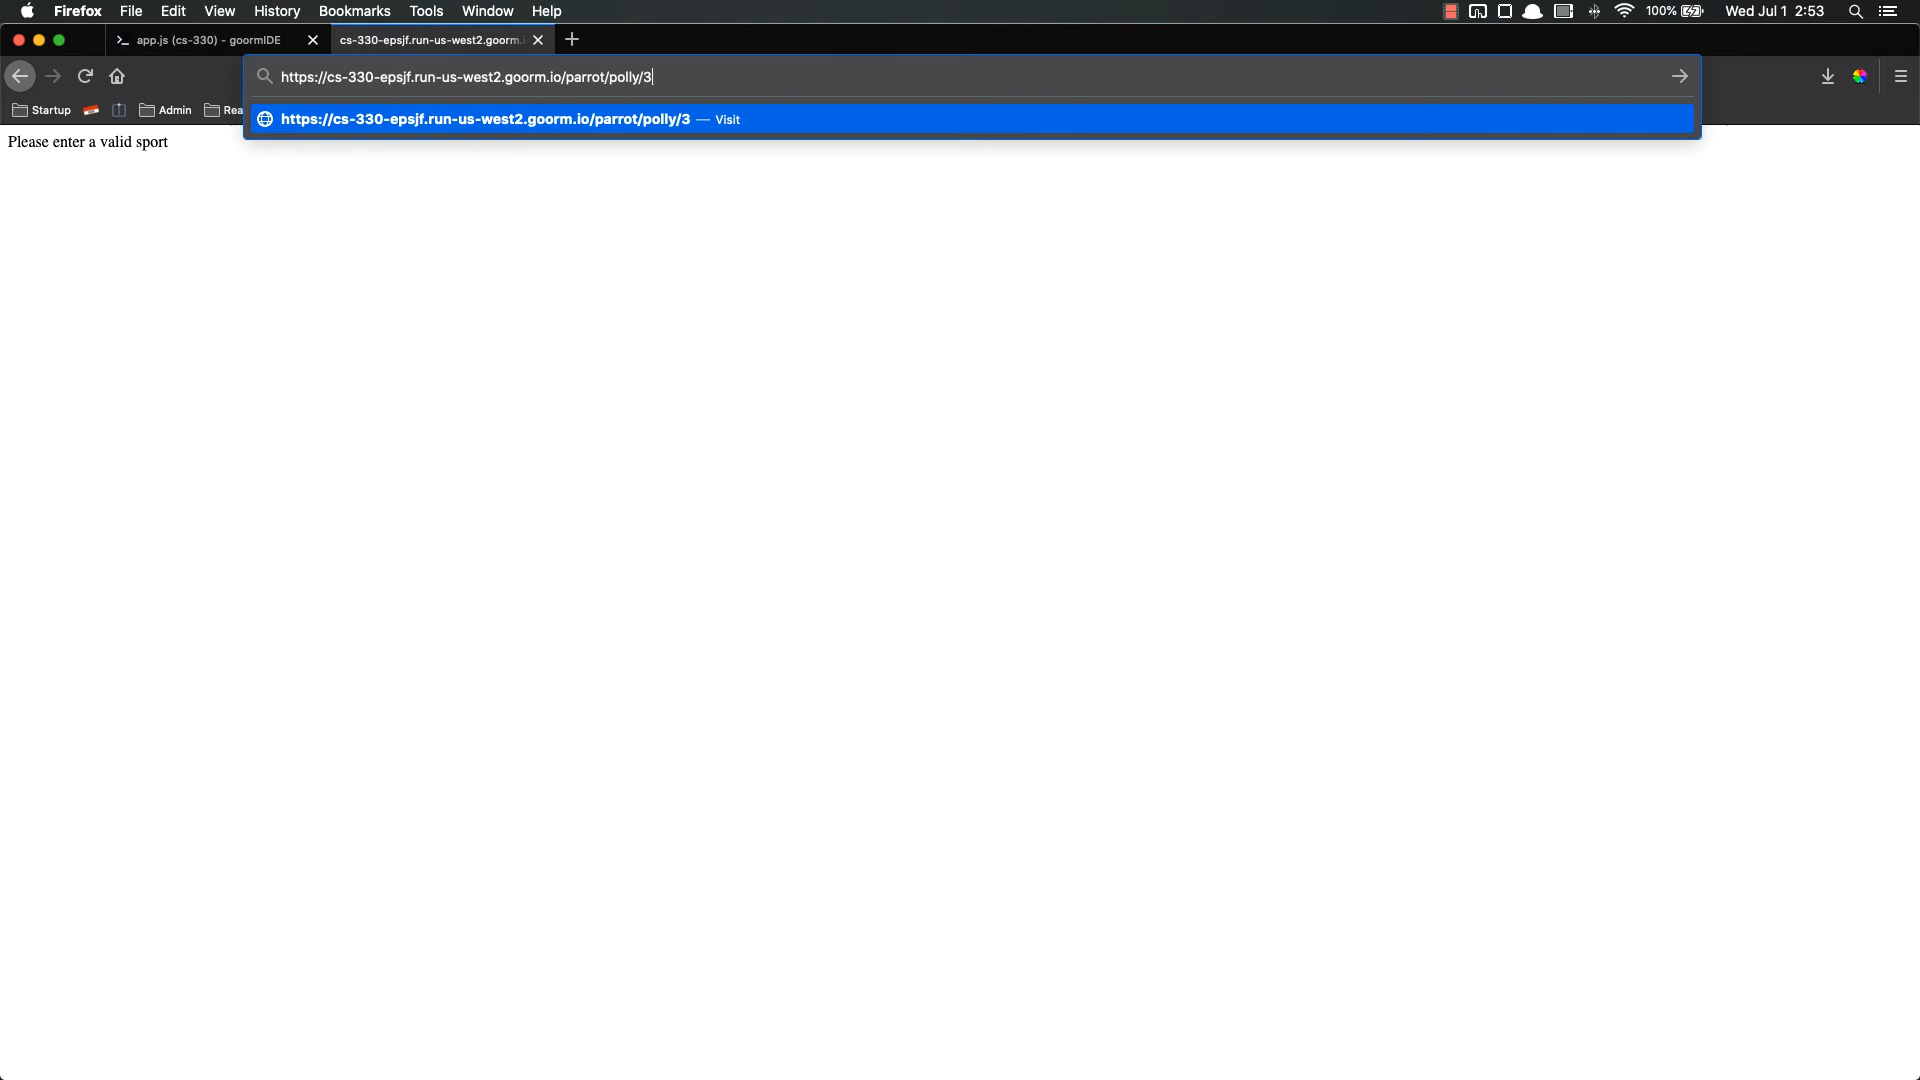 Firefox File Edit View History Bookmarks Tools Window Help 100% Wed Jul 1 2:53
app.js (cs-330) - goormIDE cs-330-epsjf.run-us-west2.goorm.i
https://cs-330-epsjf.run-us-west2.goorm.io/parrot/polly/3
Startup Admin Rea https://cs-330-epsjf.run-us-west2.goorm.io/parrot/polly/3 — Visit
Please enter a valid sport